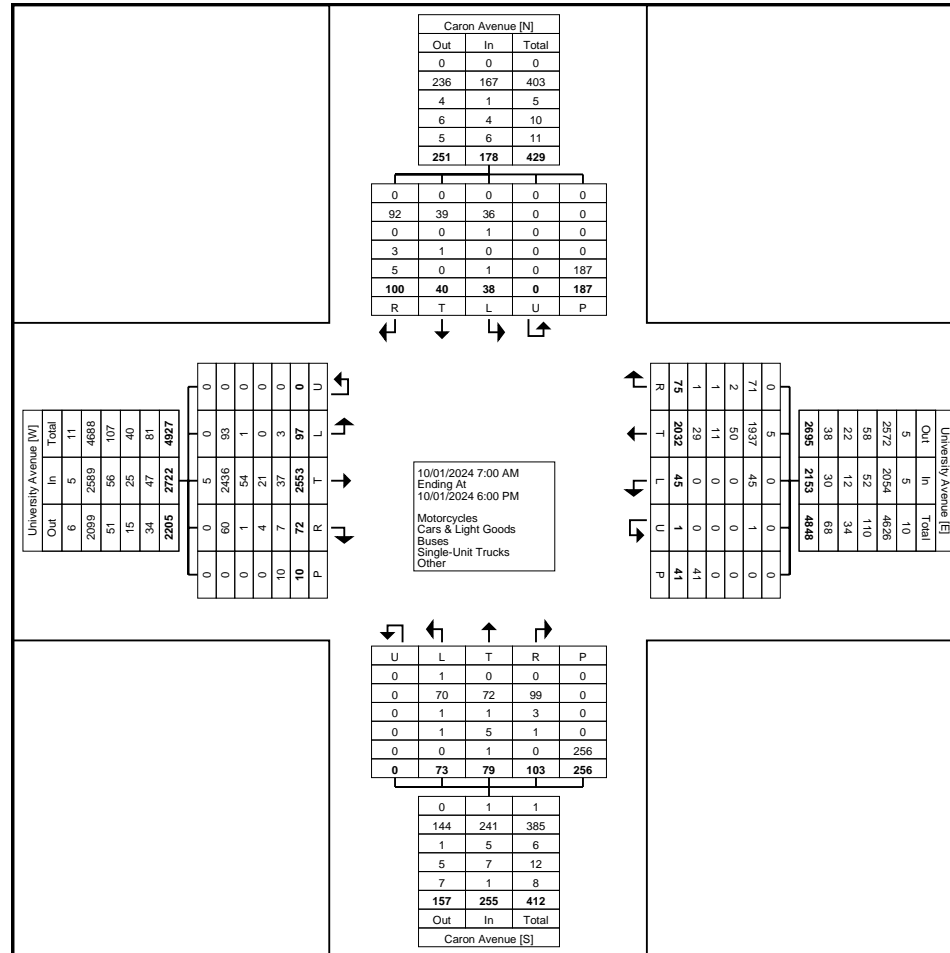 Caron Avenue [N]
Out In Total
0 0 0
236 167 403
4 1 5
6 4 10
5 6 11
251 178 429
0 0 0 0 0
92 39 36 0 0
0 0 1 0 0
3 1 0 0 0
5 0 1 0 187
100 40 38 0 187
R T L U P
University Avenue [W]
Total In Out
11 5 6
4688 2589 2099
107 56 51
40 25 15
81 47 34
4927 2722 2205
0 0 0 0 0 0 U
0 93 1 0 3 97 L
5 2436 54 21 37 2553 T
0 60 1 4 7 72 R
0 0 0 0 10 10 P
10/01/2024 7:00 AM
Ending At
10/01/2024 6:00 PM
Motorcycles
Cars & Light Goods
Buses
Single-Unit Trucks
Other
R 75 1 1 2 71 0
T 2032 29 11 50 1937 5
L 45 0 0 0 45 0
U 1 0 0 0 1 0
P 41 41 0 0 0 0
University Avenue [E]
Out In Total
5 5 10
2572 2054 4626
58 52 110
22 12 34
38 30 68
2695 2153 4848
U L T R P
0 1 0 0 0
0 70 72 99 0
0 1 1 3 0
0 1 5 1 0
0 0 1 0 256
0 73 79 103 256
0 1 1
144 241 385
1 5 6
5 7 12
7 1 8
157 255 412
Out In Total
Caron Avenue [S]